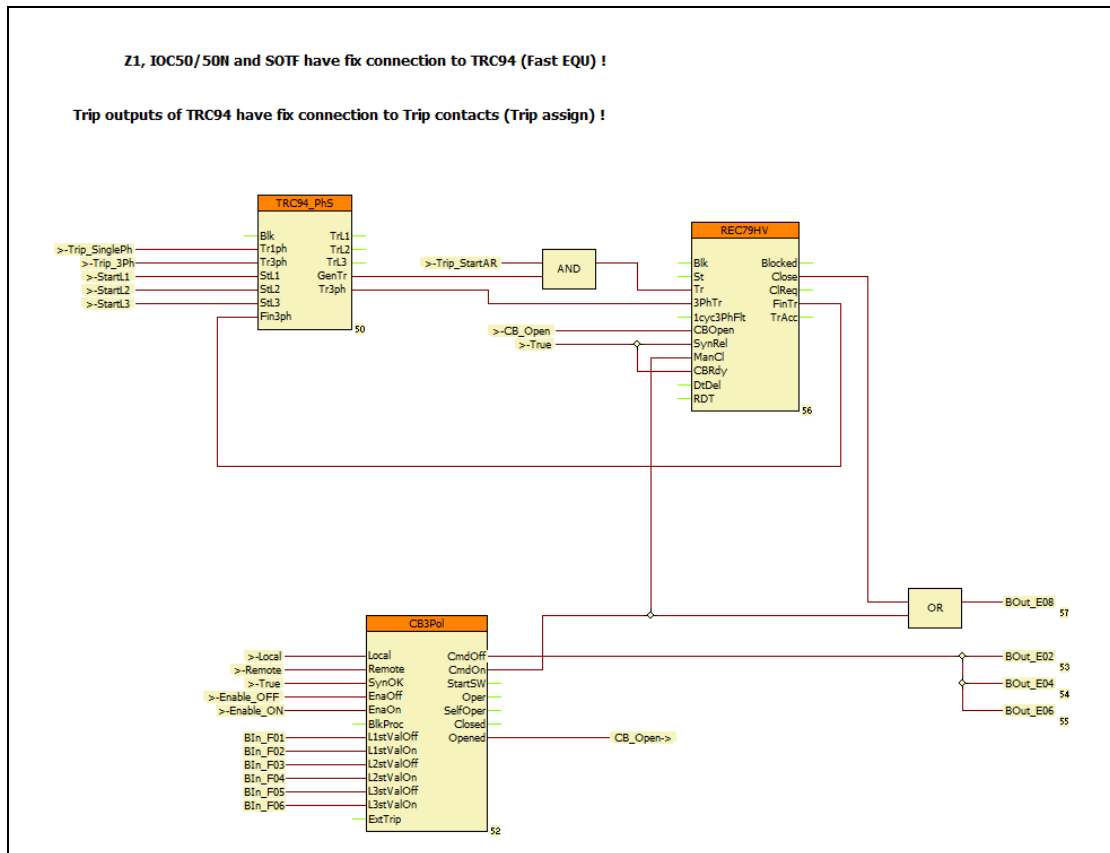 Z1, IOC50/50N and SOTF have fix connection to TRC94 (Fast EQU) !
Trip outputs of TRC94 have fix connection to Trip contacts (Trip assign) !
TRC94_PhS
Blk TrL1
>-Trip_SinglePh Tr1ph TrL2
>-Trip_3Ph Tr3ph TrL3
>-StartL1 StL1 GenTr
>-StartL2 StL2 Tr3ph
>-StartL3 StL3
Fin3ph
50
>-Trip_StartAR
AND
REC79HV
Blk Blocked
St Close
Tr ClReq
3PhTr FinTr
1cyc3PhFlt TrAcc
>-CB_Open CBOpen
>-True SynRel
ManCl
CBRdy
DtDel
RDT
56
OR
BOut_E08
57
BOut_E02
53
BOut_E04
54
BOut_E06
55
CB3Pol
>-Local Local CmdOff
>-Remote Remote CmdOn
>-True SynOK StartSW
>-Enable_OFF EnaOff Oper
>-Enable_ON EnaOn SelfOper
BlkProc Closed
BIn_F01 L1stValOff Opened CB_Open->
BIn_F02 L1stValOn
BIn_F03 L2stValOff
BIn_F04 L2stValOn
BIn_F05 L3stValOff
BIn_F06 L3stValOn
ExtTrip
52